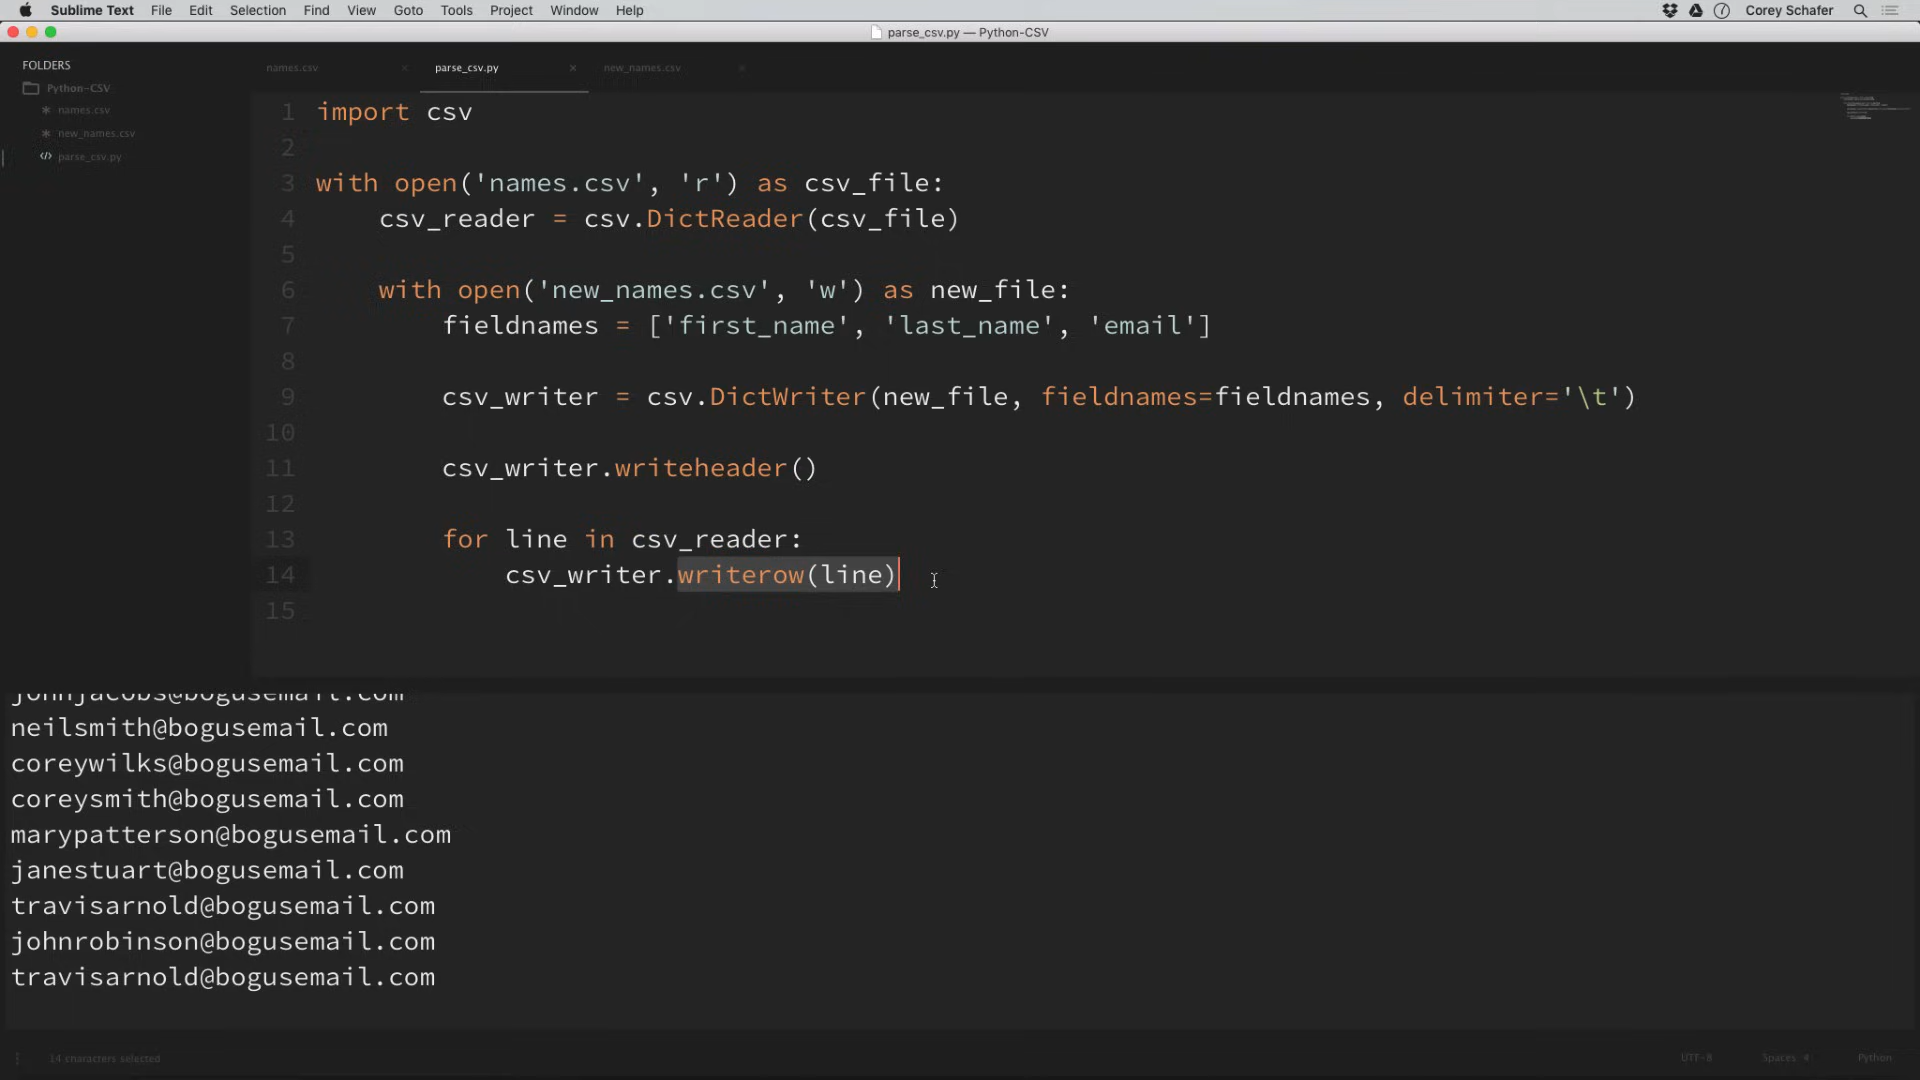 Sublime Text File Edit Selection Find View Goto Tools Project Window Help Corey Schafer
parse_csv.py — Python-CSV
FOLDERS
Python-CSV
names.csv
new_names.csv
parse_csv.py
names.csv × parse_csv.py × new_names.csv ×
1 import csv
2
3 with open('names.csv', 'r') as csv_file:
4 csv_reader = csv.DictReader(csv_file)
5
6 with open('new_names.csv', 'w') as new_file:
7 fieldnames = ['first_name', 'last_name', 'email']
8
9 csv_writer = csv.DictWriter(new_file, fieldnames=fieldnames, delimiter='\t')
10
11 csv_writer.writeheader()
12
13 for line in csv_reader:
14 csv_writer.writerow(line)
15
johnjacobs@bogusemail.com
neilsmith@bogusemail.com
coreywilks@bogusemail.com
coreysmith@bogusemail.com
marypatterson@bogusemail.com
janestuart@bogusemail.com
travisarnold@bogusemail.com
johnrobinson@bogusemail.com
travisarnold@bogusemail.com
14 characters selected UTF-8 Spaces 4 Python